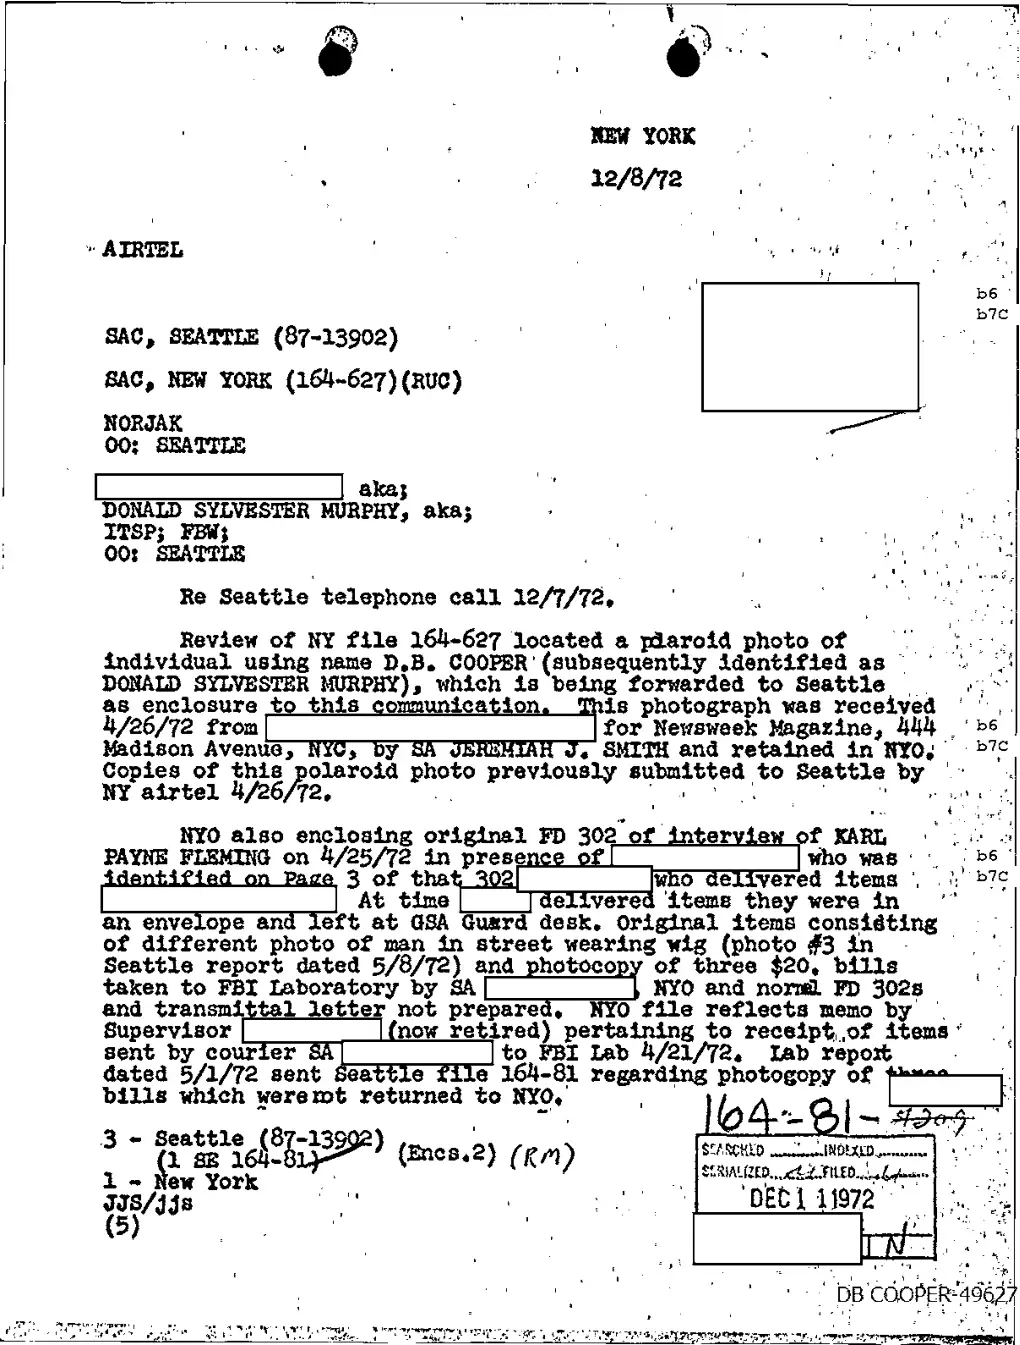 NEW YORK
12/8/72
AIRTEL
b6
b7C
SAC, SEATTLE (87-13902)
SAC, NEW YORK (164-627)(RUC)
NORJAK
OO: SEATTLE
aka;
DONALD SYLVESTER MURPHY, aka;
ITSP; FBW;
OO: SEATTLE
Re Seattle telephone call 12/7/72.
Review of NY file 164-627 located a plaroid photo of
individual using name D.B. COOPER (subsequently identified as
DONALD SYLVESTER MURPHY), which is being forwarded to Seattle
as enclosure to this communication. This photograph was received
4/26/72 from for Newsweek Magazine, 444 b6
Madison Avenue, NYC, by SA JEREMIAH J. SMITH and retained in NYO. b7C
Copies of this polaroid photo previously submitted to Seattle by
NY airtel 4/26/72.
NYO also enclosing original FD 302 of interview of KARL
PAYNE FLEMING on 4/25/72 in presence of who was b6
identified on Page 3 of that 302 who delivered items b7C
At time delivered items they were in
an envelope and left at GSA Guard desk. Original items consisting
of different photo of man in street wearing wig (photo #3 in
Seattle report dated 5/8/72) and photocopy of three $20. bills
taken to FBI Laboratory by SA , NYO and normal FD 302s
and transmittal letter not prepared. NYO file reflects memo by
Supervisor (now retired) pertaining to receipt of items
sent by courier SA to FBI Lab 4/21/72. Lab report
dated 5/1/72 sent Seattle file 164-81 regarding photogopy of three
bills which were not returned to NYO.
3 - Seattle (87-13902)
(1 SE 164-81) (Encs.2) (RM)
1 - New York
JJS/jjs
(5)
164-81-4209
SEARCHED INDEXED
SERIALIZED FILED
DEC 11 1972
IN
DB COOPER-49627